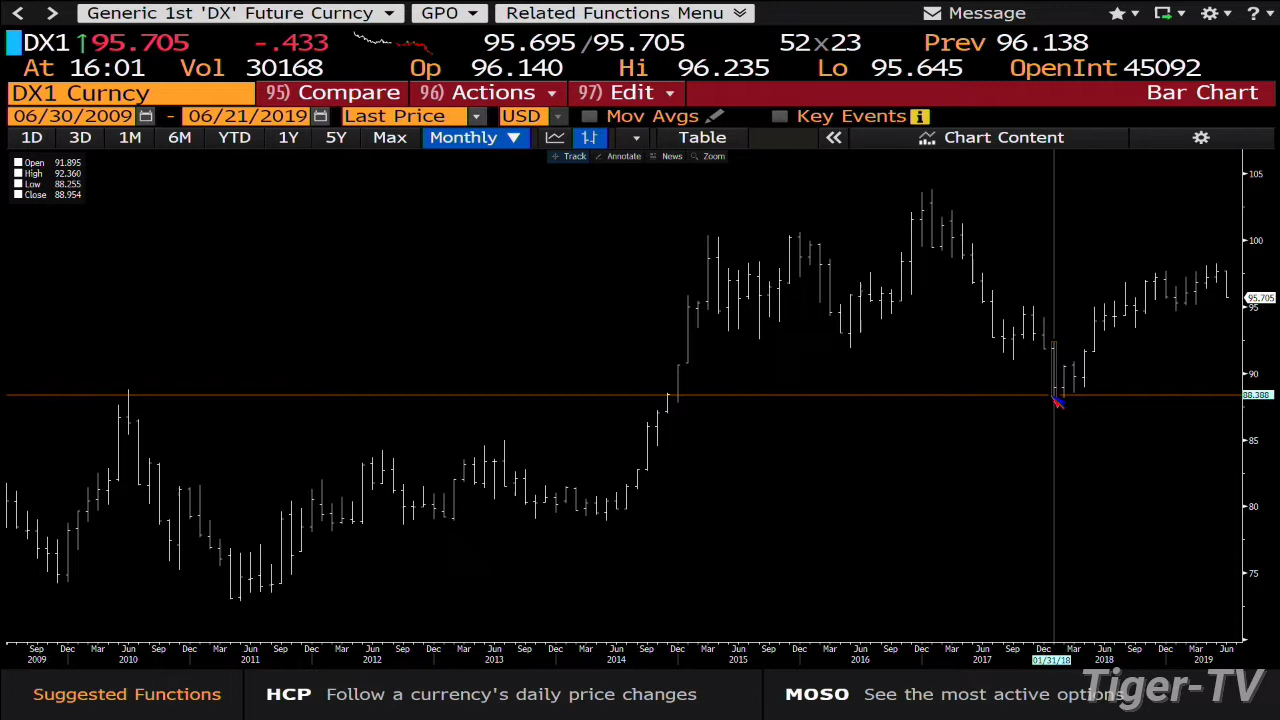 Generic 1st 'DX' Future Curncy GPO Related Functions Menu Message ?
DX1 ↑95.705 -.433 95.695/95.705 52x23 Prev 96.138
At 16:01 Vol 30168 Op 96.140 Hi 96.235 Lo 95.645 OpenInt 45092
DX1 Curncy 95) Compare 96) Actions 97) Edit Bar Chart
06/30/2009 - 06/21/2019 Last Price USD Mov Avgs Key Events i
1D 3D 1M 6M YTD 1Y 5Y Max Monthly ▼ Table « Chart Content
Track Annotate News Zoom
Open 91.895
High 92.360
Low 88.255
Close 88.954
105
100
95.705
95
90
88.388
85
80
75
Sep Dec Mar Jun Sep Dec Mar Jun Sep Dec Mar Jun Sep Dec Mar Jun Sep Dec Mar Jun Sep Dec Mar Jun Sep Dec Mar Jun Sep Dec Mar Jun Sep Dec Mar Jun Sep Dec Mar Jun
2009 2010 2011 2012 2013 2014 2015 2016 2017 01/31/18 2018 2019
Suggested Functions HCP Follow a currency's daily price changes MOSO See the most active options
Tiger-TV